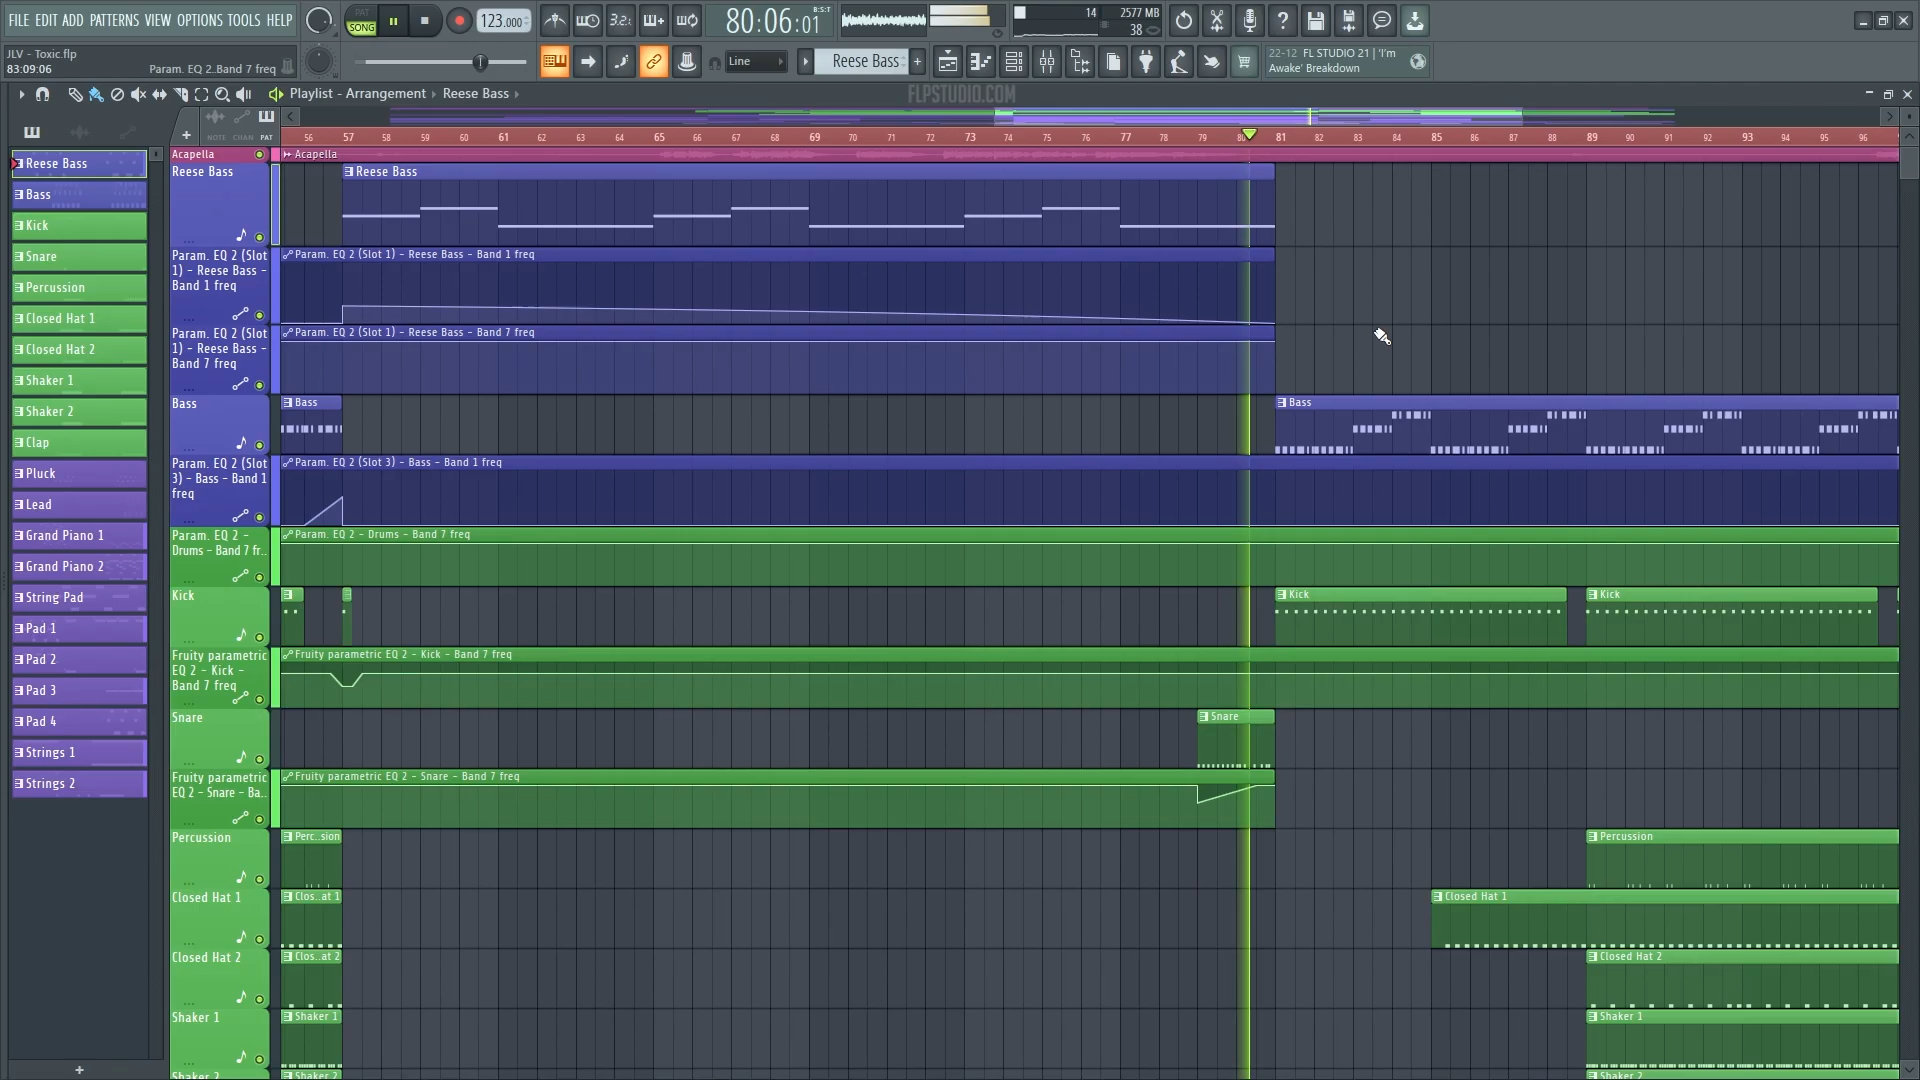 FILE EDIT ADD PATTERNS VIEW OPTIONS TOOLS HELP
PAT
SONG
123.000
3.2.
80:06:01
B:S:T
14
2577 MB
38
JLV - Toxic.flp
83:09:06
Param. EQ 2..Band 7 freq
Line
Reese Bass
22-12 FL STUDIO 21 | 'I'm
Awake' Breakdown
Playlist - Arrangement
Reese Bass
FLPSTUDIO.COM
NOTE CHAN PAT
56 57 58 59 60 61 62 63 64 65 66 67 68 69 70 71 72 73 74 75 76 77 78 79 80 81 82 83 84 85 86 87 88 89 90 91 92 93 94 95 96
Reese Bass
Bass
Kick
Snare
Percussion
Closed Hat 1
Closed Hat 2
Shaker 1
Shaker 2
Clap
Pluck
Lead
Grand Piano 1
Grand Piano 2
String Pad
Pad 1
Pad 2
Pad 3
Pad 4
Strings 1
Strings 2
Acapella
Acapella
Reese Bass
Reese Bass
Param. EQ 2 (Slot
1) - Reese Bass -
Band 1 freq
Param. EQ 2 (Slot 1) - Reese Bass - Band 1 freq
Param. EQ 2 (Slot
1) - Reese Bass -
Band 7 freq
Param. EQ 2 (Slot 1) - Reese Bass - Band 7 freq
Bass
Bass
Bass
Param. EQ 2 (Slot
3) - Bass - Band 1
freq
Param. EQ 2 (Slot 3) - Bass - Band 1 freq
Param. EQ 2 -
Drums - Band 7 fr..
Param. EQ 2 - Drums - Band 7 freq
Kick
Kick
Kick
Fruity parametric
EQ 2 - Kick -
Band 7 freq
Fruity parametric EQ 2 - Kick - Band 7 freq
Snare
Snare
Fruity parametric
EQ 2 - Snare - Ba..
Fruity parametric EQ 2 - Snare - Band 7 freq
Percussion
Perc..sion
Percussion
Closed Hat 1
Clos..at 1
Closed Hat 1
Closed Hat 2
Clos..at 2
Closed Hat 2
Shaker 1
Shaker 1
Shaker 1
Shaker 2
Shaker 2
Shaker 2